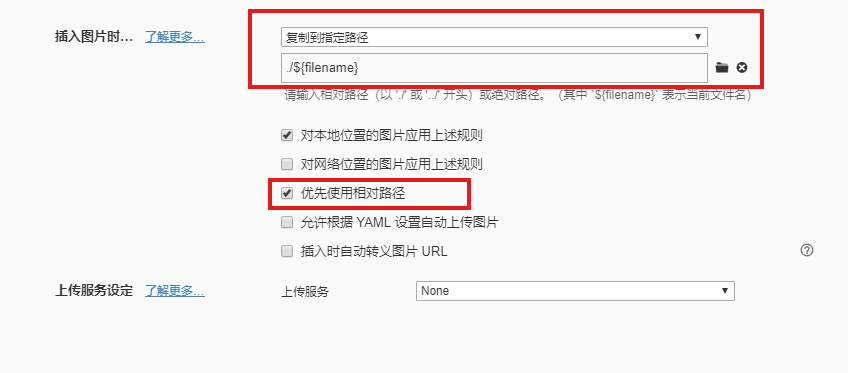 插入图片时... 了解更多... 复制到指定路径
./${filename}
请输入相对路径（以 './' 或 '../' 开头）或绝对路径。（其中 `${filename}` 表示当前文件名）
对本地位置的图片应用上述规则
对网络位置的图片应用上述规则
优先使用相对路径
允许根据 YAML 设置自动上传图片
插入时自动转义图片 URL
上传服务设定 了解更多... 上传服务 None